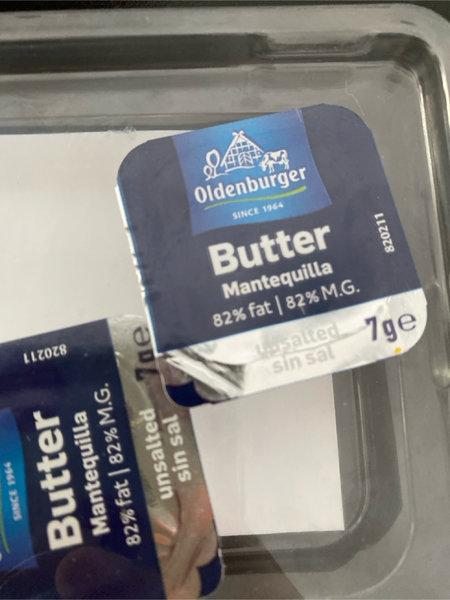 Oldenburger
SINCE 1964
Butter
Mantequilla
82% fat | 82% M.G.
unsalted
sin sal
7g℮
820211
820211
SINCE 1964
Butter
Mantequilla
82% fat | 82% M.G.
unsalted
sin sal
7g℮